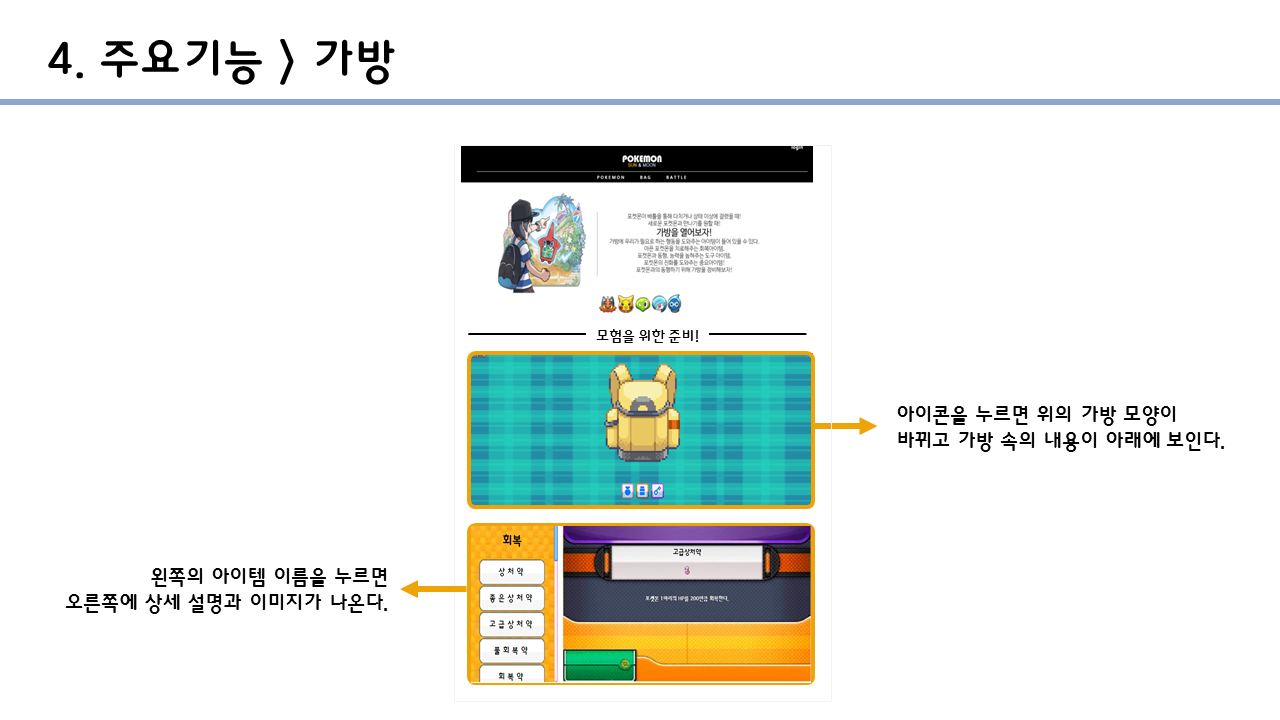 4. 주요기능 > 가방
login
POKEMON
SUN & MOON
POKEMON BAG BATTLE
포켓몬이 배틀을 통해 다치거나 상태 이상에 걸렸을 때!
새로운 포켓몬과 만나기를 원할 때!
가방을 열어보자!
가방에 우리가 필요로 하는 행동을 도와주는 아이템이 들어 있을 수 있다.
아픈 포켓몬을 치료해주는 회복아이템,
포켓몬과 동행, 능력을 높혀주는 도구 아이템,
포켓몬의 진화를 도와주는 중요아이템!
포켓몬과의 동행하기 위해 가방을 정비해보자!
모험을 위한 준비!
아이콘을 누르면 위의 가방 모양이
바뀌고 가방 속의 내용이 아래에 보인다.
회복
상처약
좋은상처약
고급상처약
풀회복약
회복약
고급상처약
포켓몬 1마리의 HP를 200만큼 회복한다.
왼쪽의 아이템 이름을 누르면
오른쪽에 상세 설명과 이미지가 나온다.